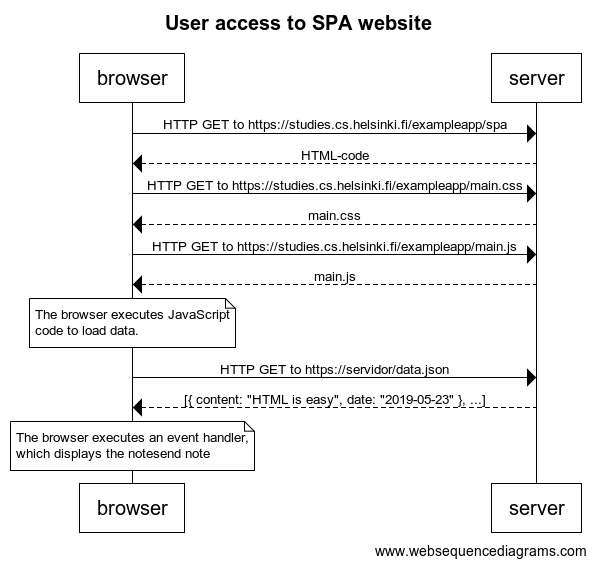 User access to SPA website
browser
server
HTTP GET to https://studies.cs.helsinki.fi/exampleapp/spa
HTML-code
HTTP GET to https://studies.cs.helsinki.fi/exampleapp/main.css
main.css
HTTP GET to https://studies.cs.helsinki.fi/exampleapp/main.js
main.js
The browser executes JavaScript
code to load data.
HTTP GET to https://servidor/data.json
[{ content: "HTML is easy", date: "2019-05-23" }, ...]
The browser executes an event handler,
which displays the notesend note
browser
server
www.websequencediagrams.com